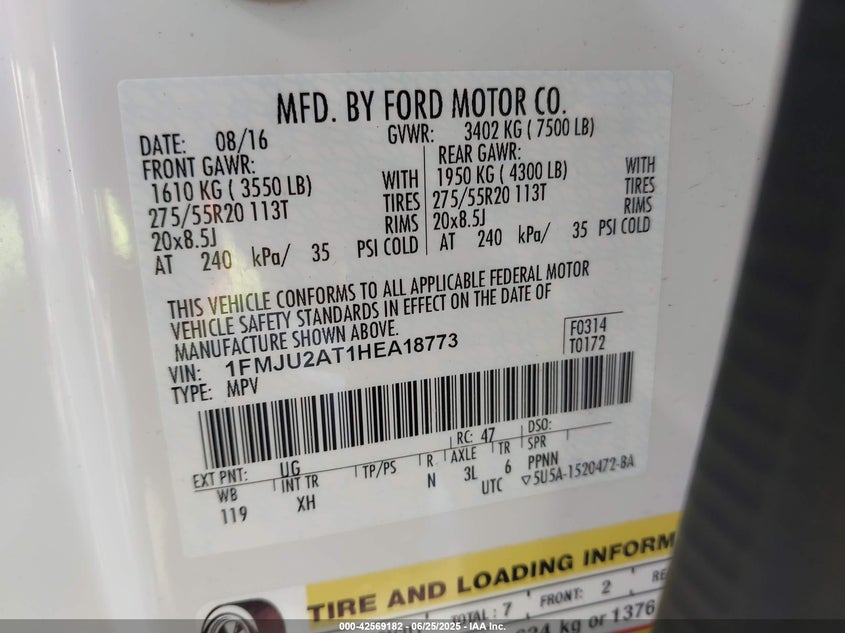 MFD. BY FORD MOTOR CO.
DATE: 08/16 GVWR: 3402 KG ( 7500 LB)
FRONT GAWR: REAR GAWR:
1610 KG ( 3550 LB) WITH 1950 KG ( 4300 LB) WITH
275/55R20 113T TIRES 275/55R20 113T TIRES
20x8.5J RIMS 20x8.5J RIMS
AT 240 kPa/ 35 PSI COLD AT 240 kPa/ 35 PSI COLD
THIS VEHICLE CONFORMS TO ALL APPLICABLE FEDERAL MOTOR
VEHICLE SAFETY STANDARDS IN EFFECT ON THE DATE OF
MANUFACTURE SHOWN ABOVE.
VIN: 1FMJU2AT1HEA18773
TYPE: MPV
F0314
T0172
EXT PNT: UG RC: 47 DSO:
WB INT TR TP/PS R AXLE TR SPR
119 XH N 3L 6 PPNN
UTC ▽5U5A-1520472-BA
TIRE AND LOADING INFORM
TOTAL: 7 FRONT: 2
kg or 1376
000-42569182 - 06/25/2025 - IAA Inc.